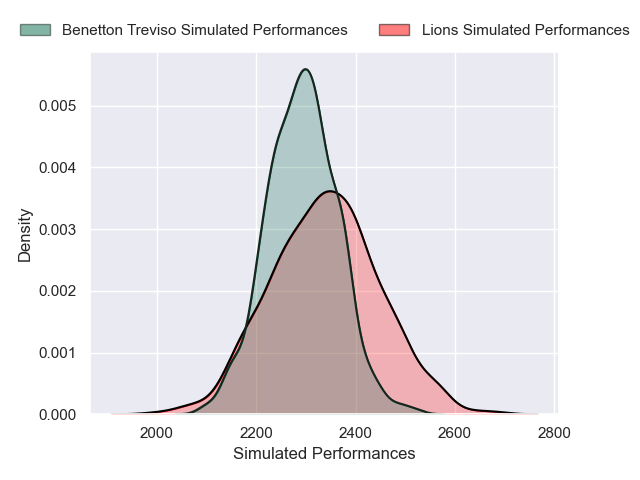 Benetton Treviso Simulated Performances Lions Simulated Performances
0.005
0.004
0.003
0.002
0.001
0.000
Density
2000 2200 2400 2600 2800
Simulated Performances